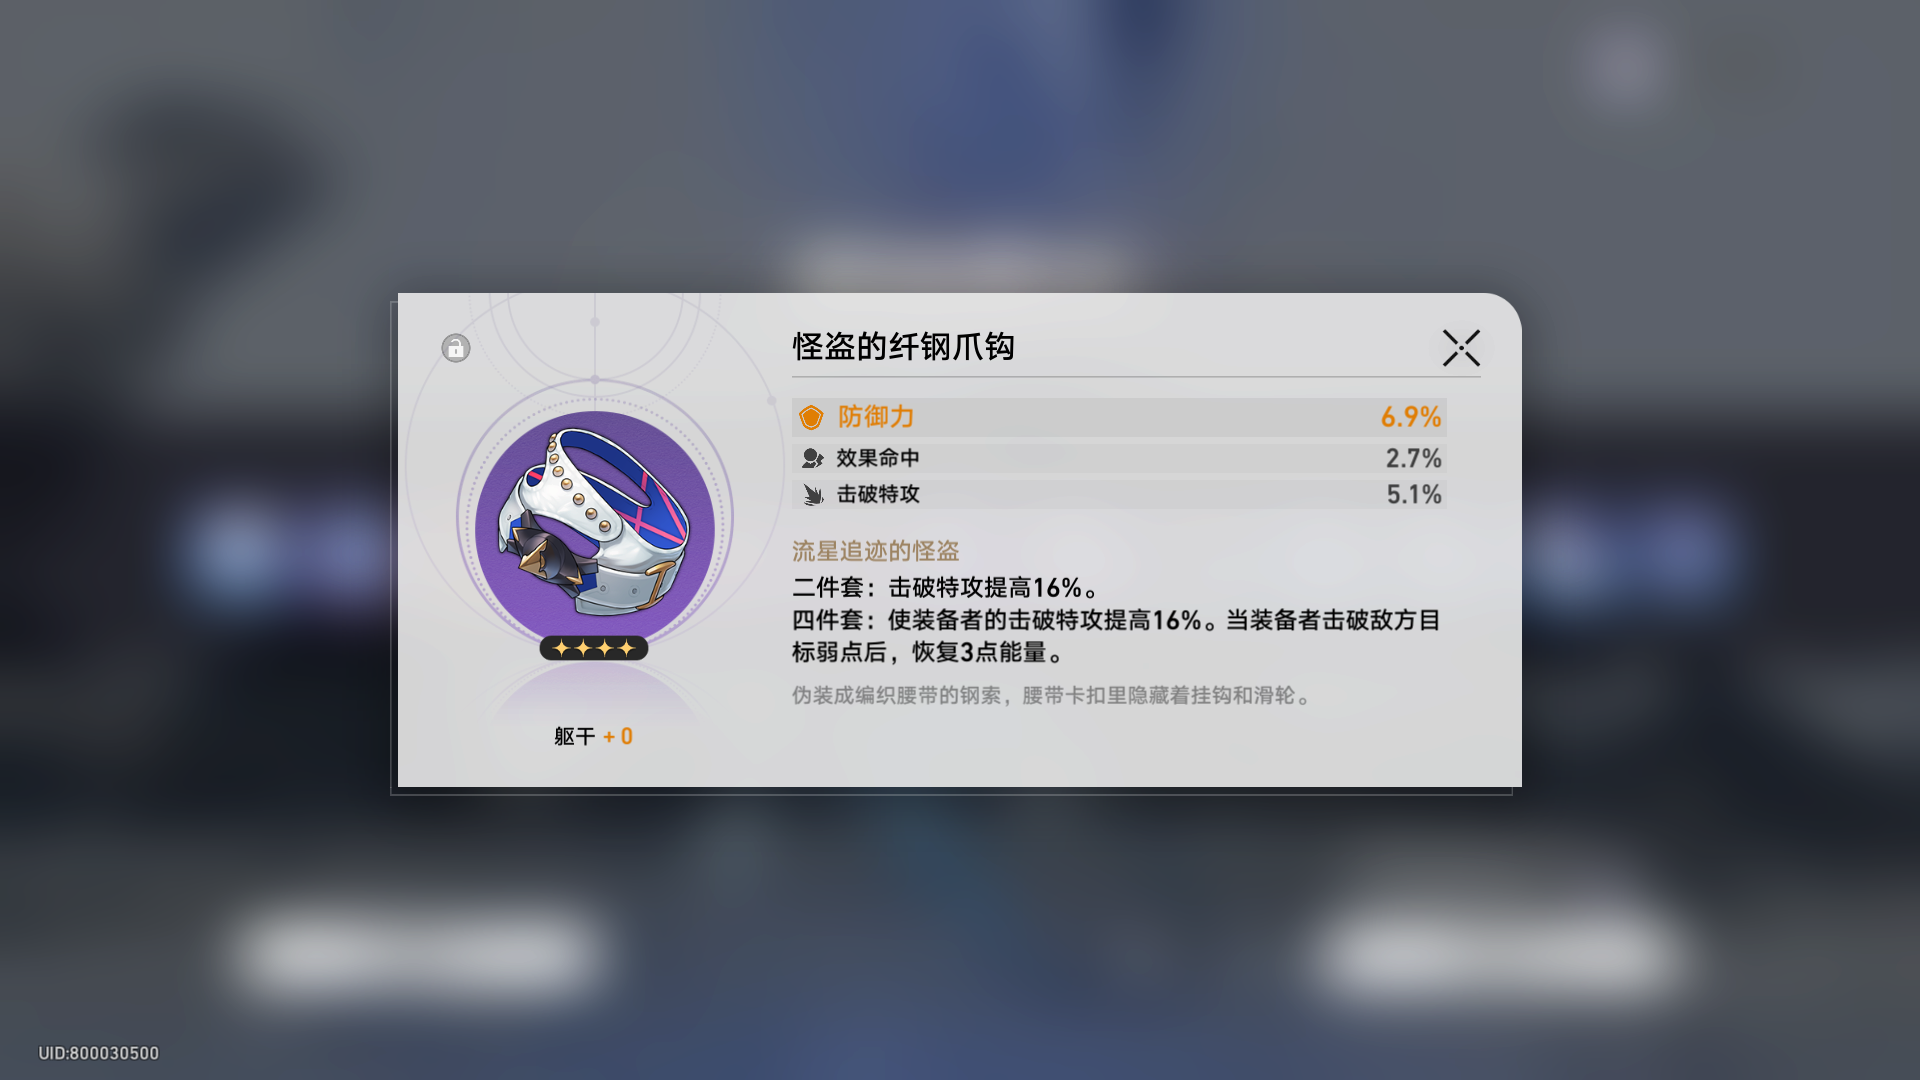 怪盗的纤钢爪钩
防御力 6.9%
效果命中 2.7%
击破特攻 5.1%
流星追迹的怪盗
二件套：击破特攻提高16%。
四件套：使装备者的击破特攻提高16%。当装备者击破敌方目
标弱点后，恢复3点能量。
伪装成编织腰带的钢索，腰带卡扣里隐藏着挂钩和滑轮。
躯干 + 0
UID:800030500